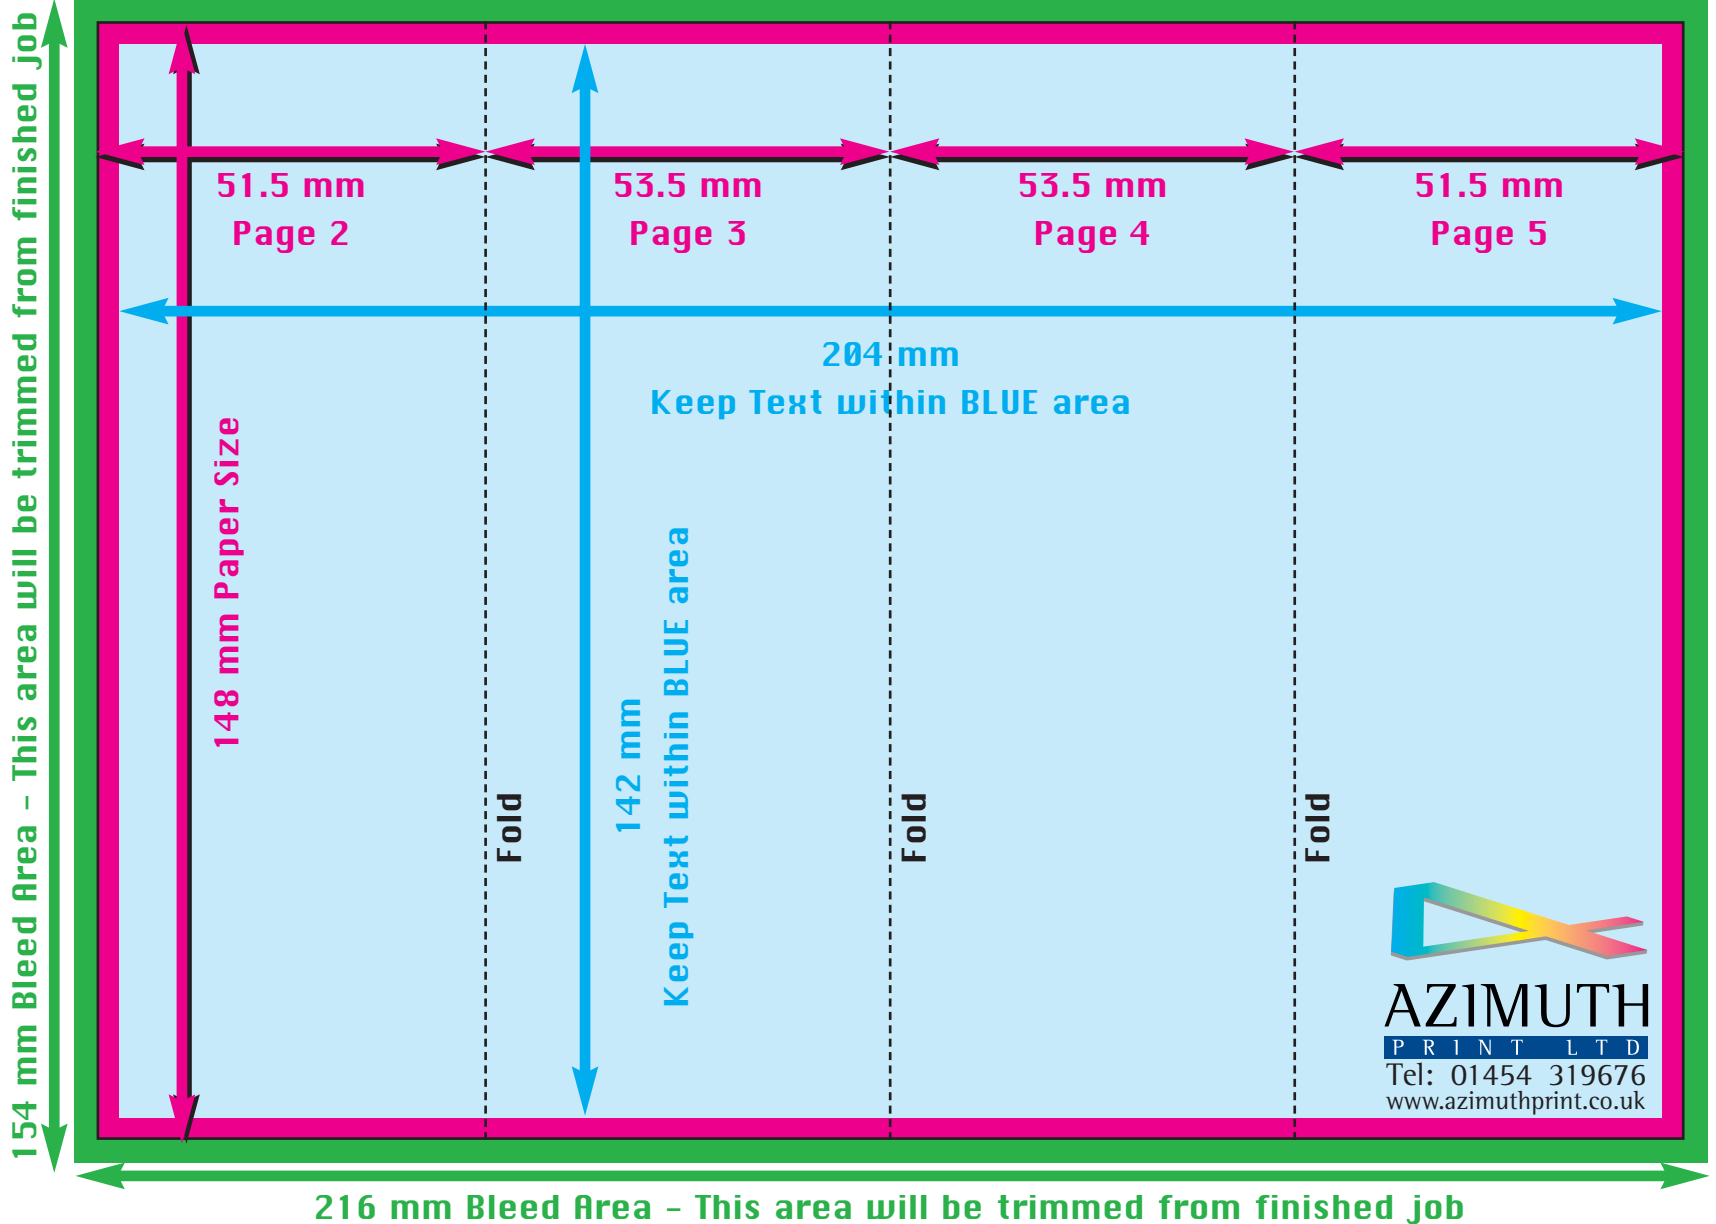 154 mm Bleed Area - This area will be trimmed from finished job
51.5 mm
Page 2
53.5 mm
Page 3
53.5 mm
Page 4
51.5 mm
Page 5
204 mm
Keep Text within BLUE area
148 mm Paper Size
142 mm
Keep Text within BLUE area
Fold
Fold
Fold
AZIMUTH
PRINT LTD
Tel: 01454 319676
www.azimuthprint.co.uk
216 mm Bleed Area - This area will be trimmed from finished job